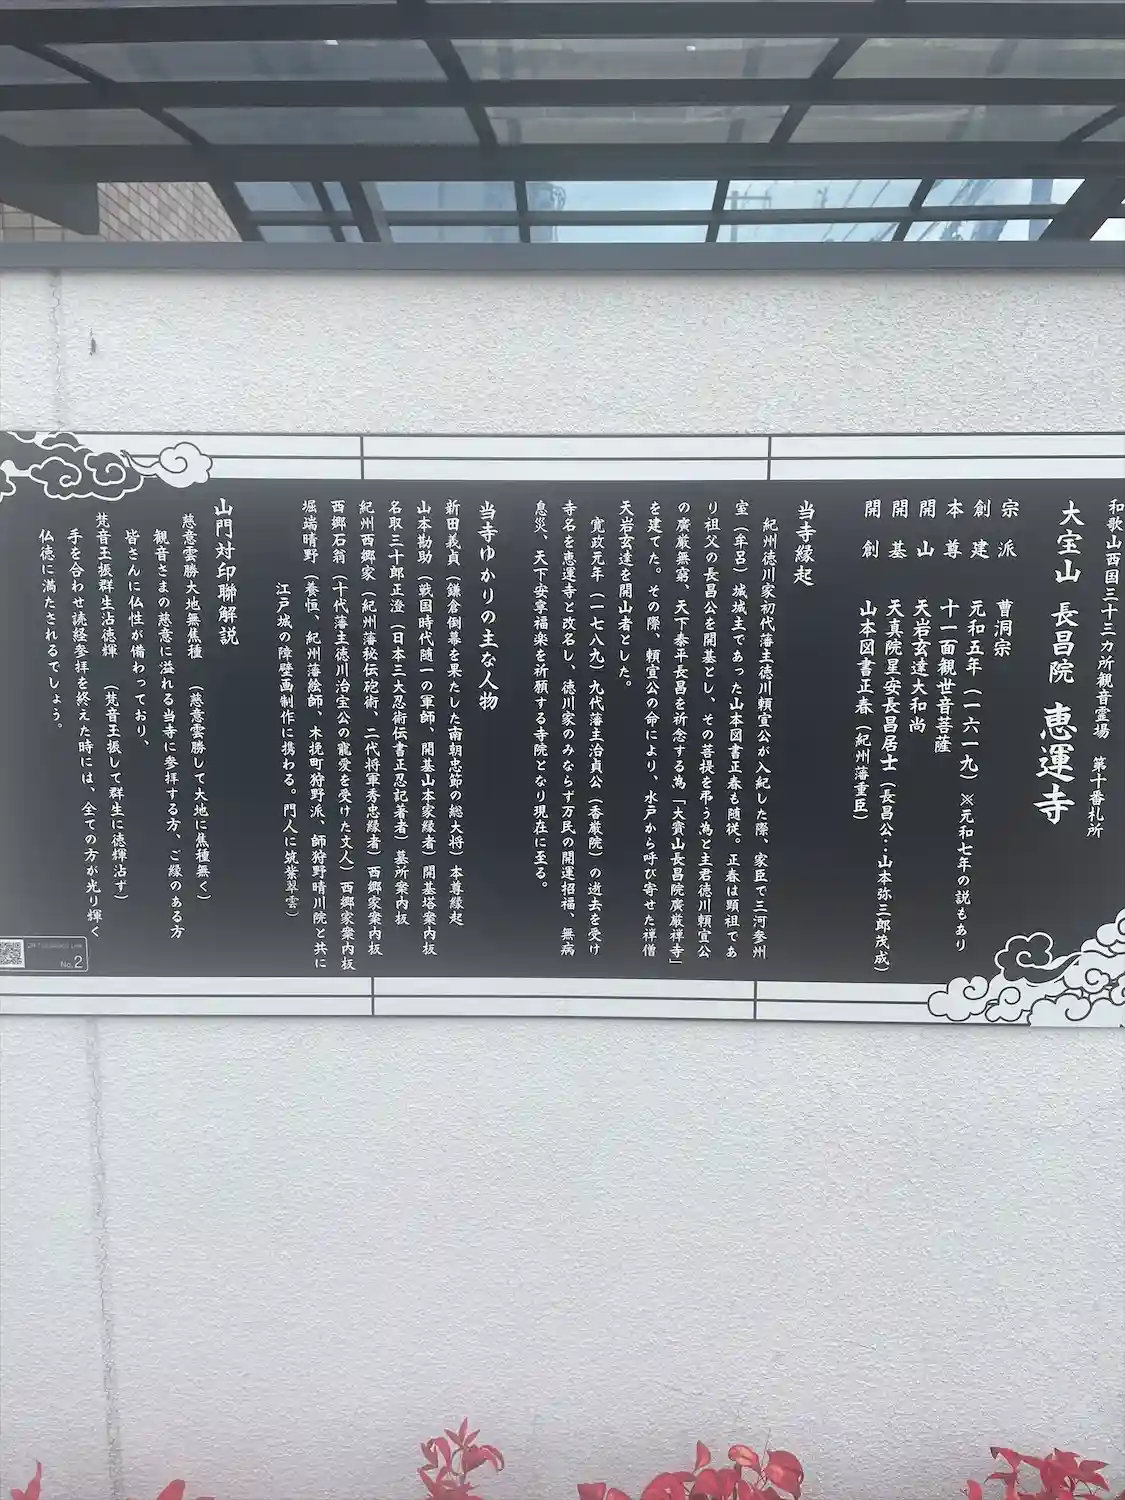 和歌山西国三十三カ所観音霊場 第十番札所
大宝山 長昌院 恵運寺
宗派 曹洞宗
創建 元和五年(一六一九)※元和七年の説もあり
本尊 十一面観世音菩薩
開山 天岩玄達大和尚
開基 天真院星安長昌居士(長昌公:山本弥三郎茂成)
開創 山本図書正春(紀州藩重臣)
当寺縁起
紀州徳川家初代藩主徳川頼宣公が入紀した際、家臣で三河参州
室(牟呂)城城主であった山本図書正春も随従。正春は顕祖であ
り祖父の長昌公を開基とし、その菩提を弔う為と主君徳川頼宣公
の廣厳無窮、天下泰平長昌を祈念する為「大寶山長昌院廣厳禅寺」
を建てた。その際、頼宣公の命により、水戸から呼び寄せた禅僧
天岩玄達を開山者とした。
寛政元年(一七八九)九代藩主治貞公(香厳院)の逝去を受け
寺名を恵運寺と改名し、徳川家のみならず万民の開運招福、無病
息災、天下安寧福楽を祈願する寺院となり現在に至る。
当寺ゆかりの主な人物
新田義貞(鎌倉倒幕を果たした南朝忠節の総大将)本尊縁起
山本勘助(戦国時代随一の軍師、開基山本家縁者)開基塔案内板
名取三十郎正澄(日本三大忍術伝書正忍記著者)墓所案内板
紀州西郷家(紀州藩秘伝砲術、二代将軍秀忠縁者)西郷家案内板
西郷石翁(十代藩主徳川治宝公の寵愛を受けた文人)西郷家案内板
堀端晴野(養恒、紀州藩絵師、木挽町狩野派、師狩野晴川院と共に
江戸城の障壁画制作に携わる。門人に筑紫翠雲)
山門対印聯解説
慈意雲勝大地無焦種 (慈意雲勝して大地に焦種無く)
観音さまの慈意に溢れる当寺に参拝する方、ご縁のある方
皆さんに仏性が備わっており、
梵音王振群生沾徳輝 (梵音王振して群生に徳輝沾す)
手を合わせ読経参拝を終えた時には、全ての方が光り輝く
仏徳に満たされるでしょう。
No.2